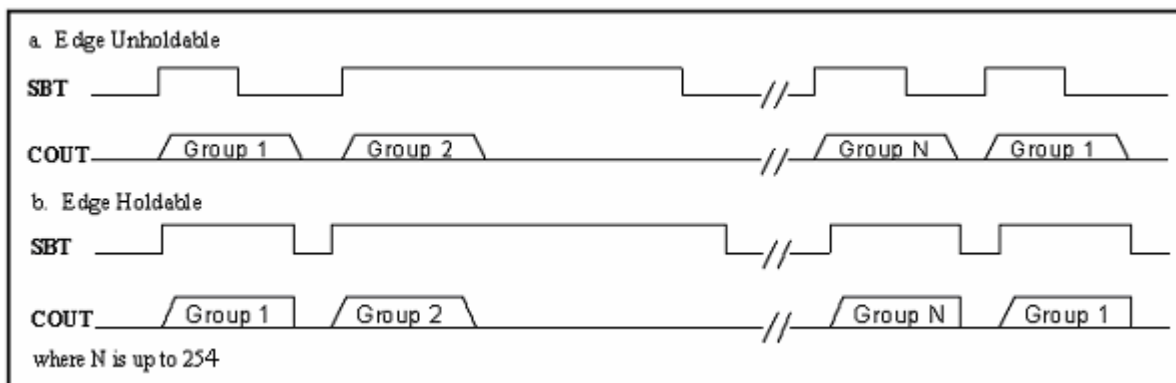 a. Edge Unholdable
SBT
COUT Group 1 Group 2 // Group N Group 1
b. Edge Holdable
SBT
COUT Group 1 Group 2 // Group N Group 1
where N is up to 254